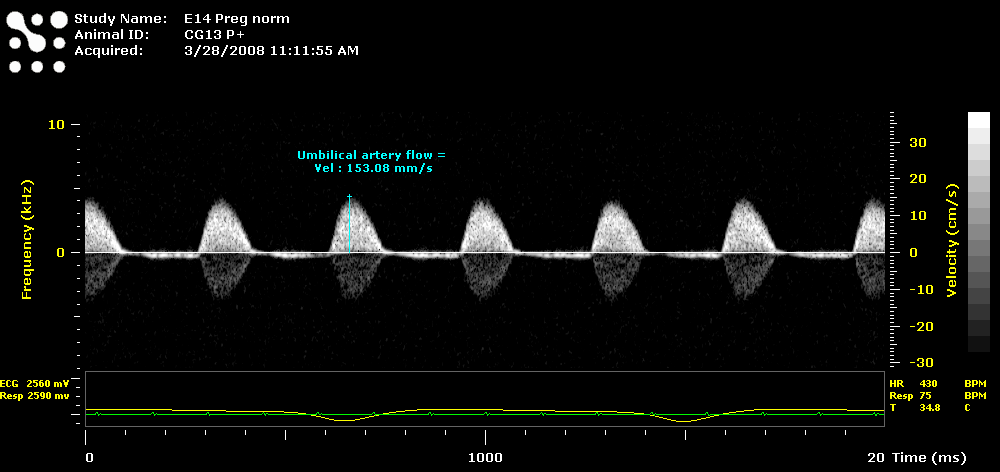 Study Name: E14 Preg norm
Animal ID: CG13 P+
Acquired: 3/28/2008 11:11:55 AM
Umbilical artery flow =
Vel : 153.08 mm/s
Frequency (kHz)
10
0
Velocity (cm/s)
30
20
10
0
-10
-20
-30
ECG 2560 mV
Resp 2590 mv
HR 430 BPM
Resp 75 BPM
T 34.8 C
0 1000 20 Time (ms)